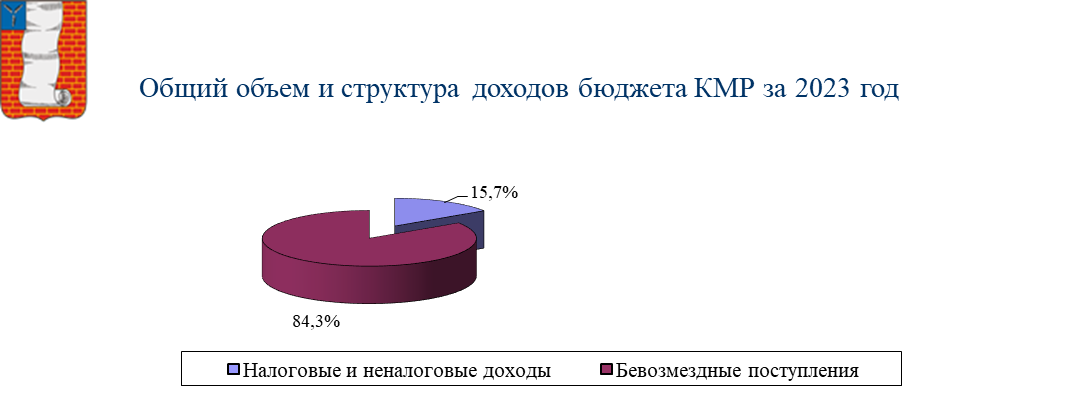 Общий объем и структура доходов бюджета КМР за 2023 год
15,7%
84,3%
Налоговые и неналоговые доходы
Бевозмездные поступления